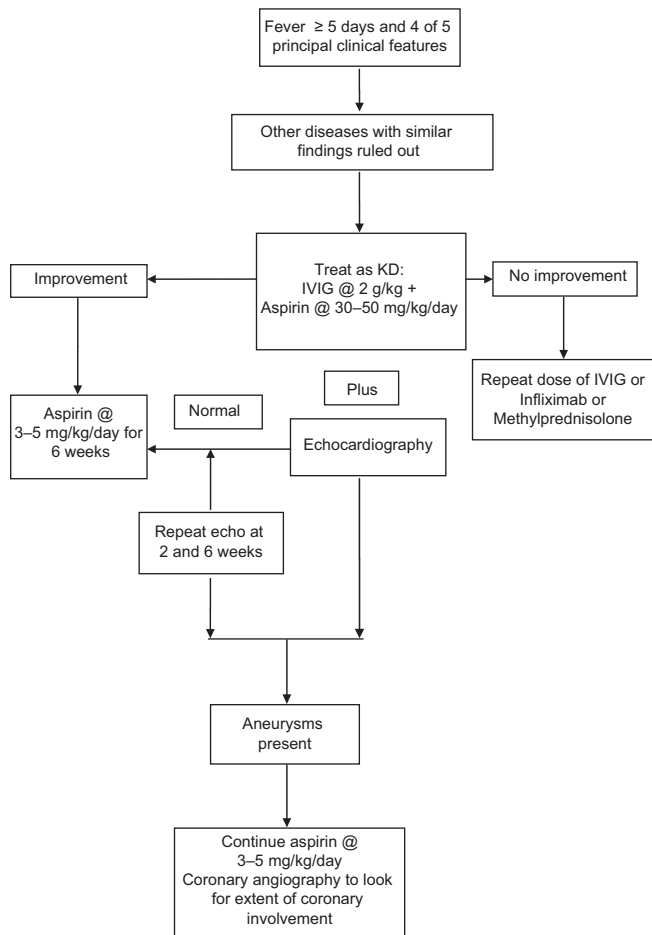 Fever ≥ 5 days and 4 of 5
principal clinical features
Other diseases with similar
findings ruled out
Improvement
Treat as KD:
IVIG @ 2 g/kg +
Aspirin @ 30–50 mg/kg/day
No improvement
Repeat dose of IVIG or
Infliximab or
Methylprednisolone
Aspirin @
3–5 mg/kg/day for
6 weeks
Normal
Plus
Echocardiography
Repeat echo at
2 and 6 weeks
Aneurysms
present
Continue aspirin @
3–5 mg/kg/day
Coronary angiography to look
for extent of coronary
involvement